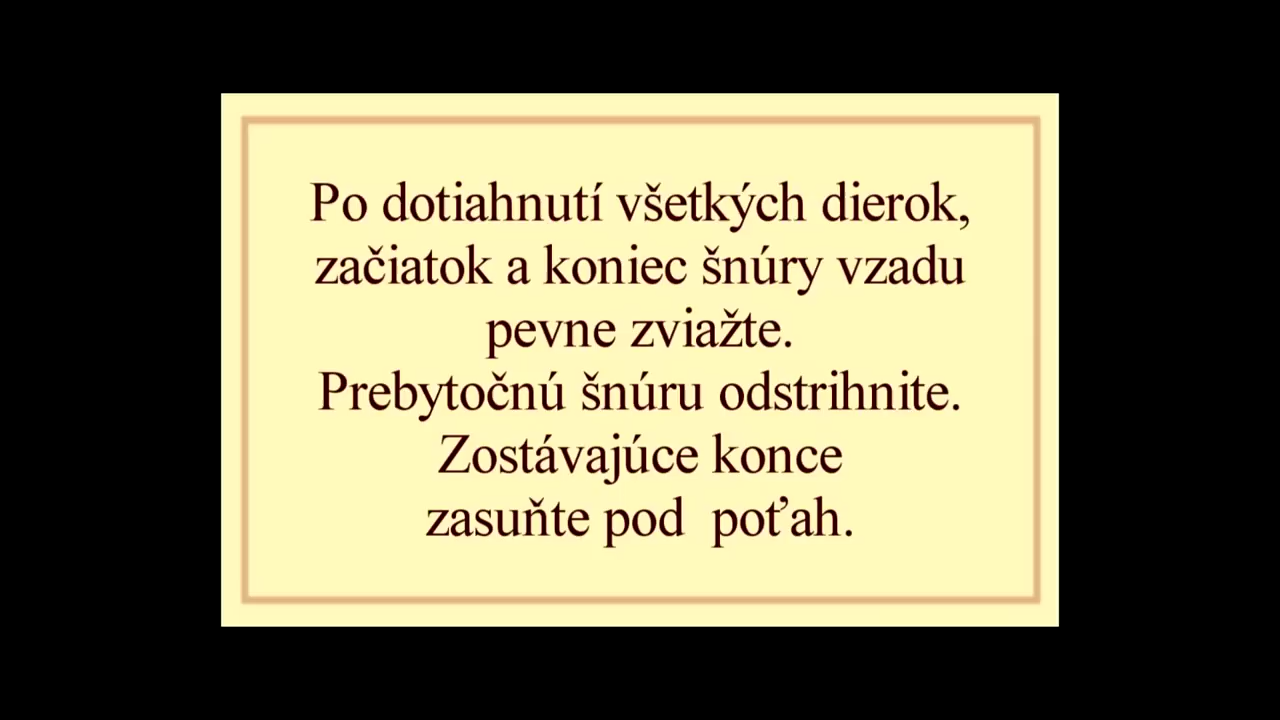 Po dotiahnutí všetkých dierok,
začiatok a koniec šnúry vzadu
pevne zviažte.
Prebytočnú šnúru odstrihnite.
Zostávajúce konce
zasuňte pod  poťah.